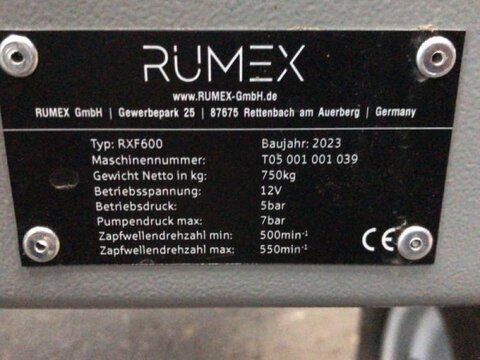 RUMEX
www.RUMEX-GmbH.de
RUMEX GmbH | Gewerbepark 25 | 87675 Rettenbach am Auerberg | Germany
Typ: RXF600 Baujahr: 2023
Maschinennummer: T05 001 001 039
Gewicht Netto in kg: 750kg
Betriebsspannung: 12V
Betriebsdruck: 5bar
Pumpendruck max: 7bar
Zapfwellendrehzahl min: 500min⁻¹
Zapfwellendrehzahl max: 550min⁻¹
CE